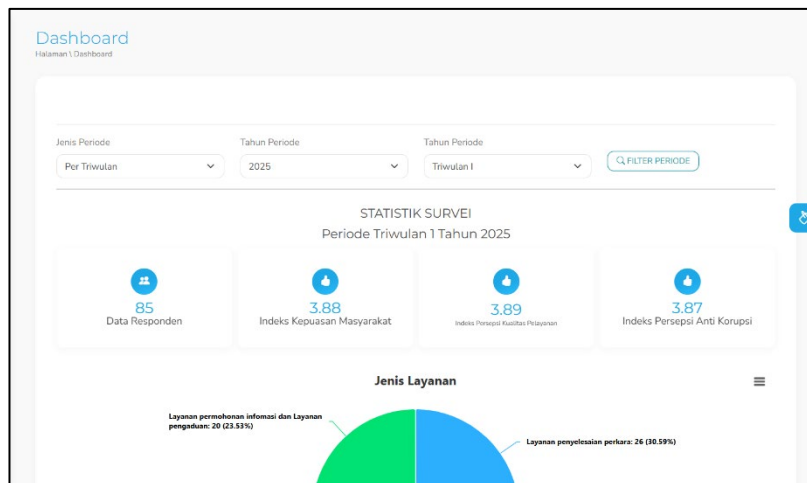 Dashboard
Halaman \ Dashboard
Jenis Periode
Tahun Periode
Tahun Periode
Per Triwulan
2025
Triwulan I
FILTER PERIODE
STATISTIK SURVEI
Periode Triwulan 1 Tahun 2025
85
Data Responden
3.88
Indeks Kepuasan Masyarakat
3.89
Indeks Persepsi Kualitas Pelayanan
3.87
Indeks Persepsi Anti Korupsi
Jenis Layanan
Layanan permohonan infomasi dan Layanan
pengaduan: 20 (23.53%)
Layanan penyelesaian perkara: 26 (30.59%)